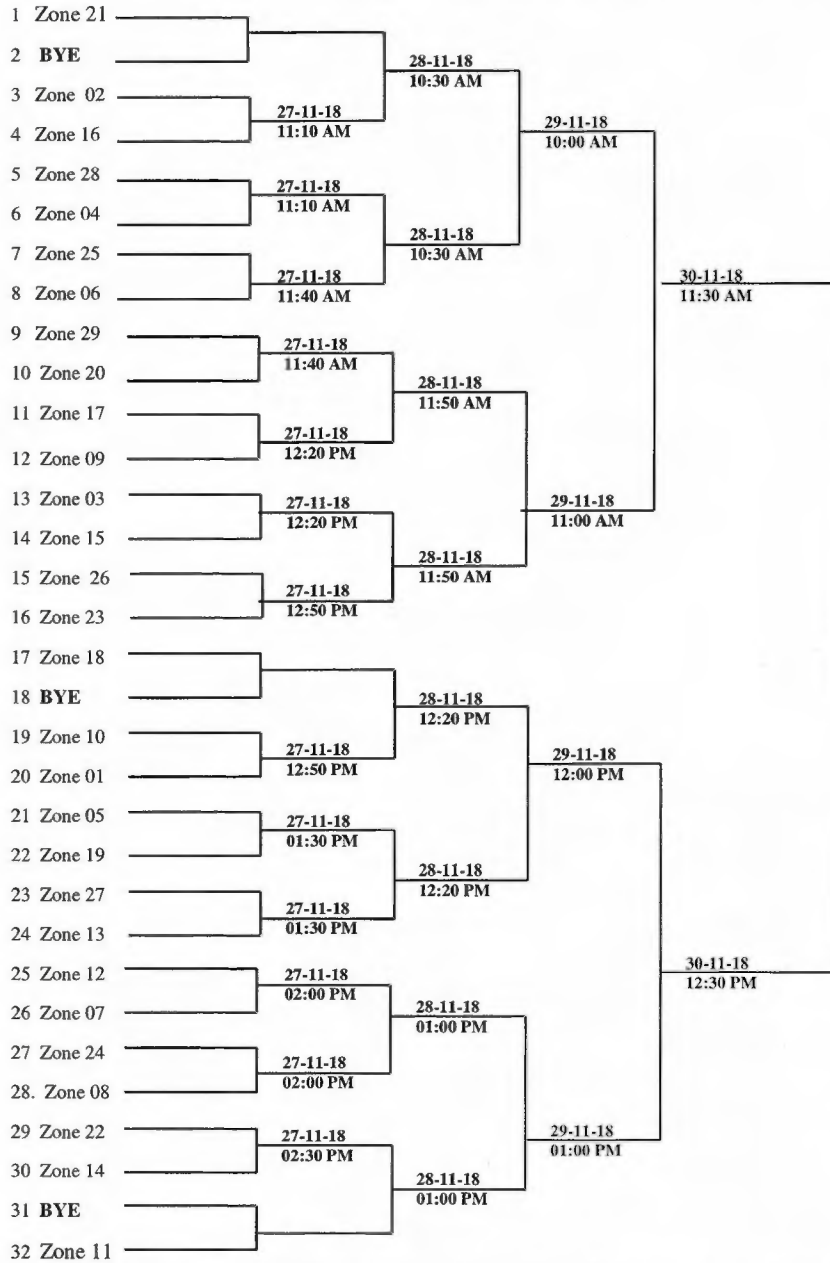 1 Zone 21
2 BYE
28-11-18
10:30 AM
3 Zone 02
27-11-18
11:10 AM
4 Zone 16
29-11-18
10:00 AM
5 Zone 28
27-11-18
11:10 AM
6 Zone 04
28-11-18
10:30 AM
7 Zone 25
27-11-18
11:40 AM
8 Zone 06
30-11-18
11:30 AM
9 Zone 29
27-11-18
11:40 AM
10 Zone 20
28-11-18
11:50 AM
11 Zone 17
27-11-18
12:20 PM
12 Zone 09
13 Zone 03
27-11-18
12:20 PM
29-11-18
11:00 AM
14 Zone 15
28-11-18
11:50 AM
15 Zone 26
27-11-18
12:50 PM
16 Zone 23
17 Zone 18
18 BYE
28-11-18
12:20 PM
19 Zone 10
27-11-18
12:50 PM
29-11-18
12:00 PM
20 Zone 01
21 Zone 05
27-11-18
01:30 PM
22 Zone 19
28-11-18
12:20 PM
23 Zone 27
27-11-18
01:30 PM
24 Zone 13
30-11-18
12:30 PM
25 Zone 12
27-11-18
02:00 PM
26 Zone 07
28-11-18
01:00 PM
27 Zone 24
27-11-18
02:00 PM
28. Zone 08
29 Zone 22
27-11-18
02:30 PM
29-11-18
01:00 PM
30 Zone 14
28-11-18
01:00 PM
31 BYE
32 Zone 11